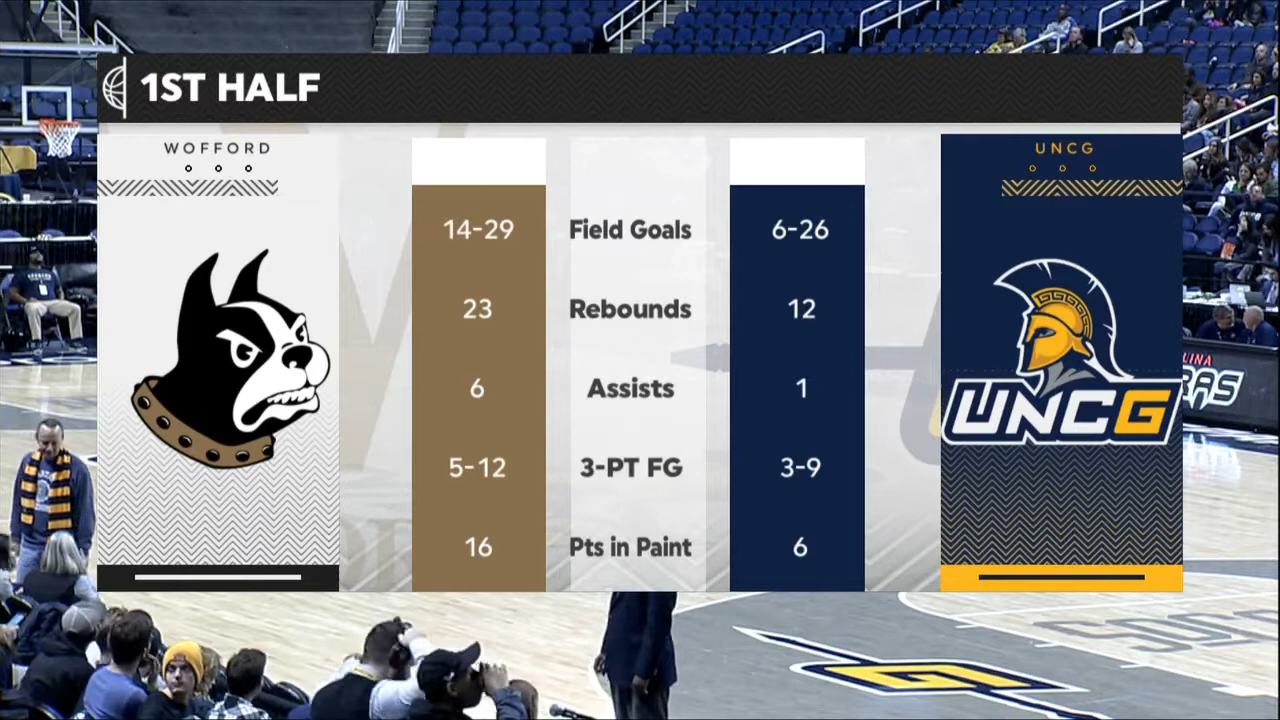 1ST HALF
WOFFORD
UNCG
14-29 Field Goals 6-26
23 Rebounds 12
6 Assists 1
5-12 3-PT FG 3-9
16 Pts in Paint 6
UNCG
G